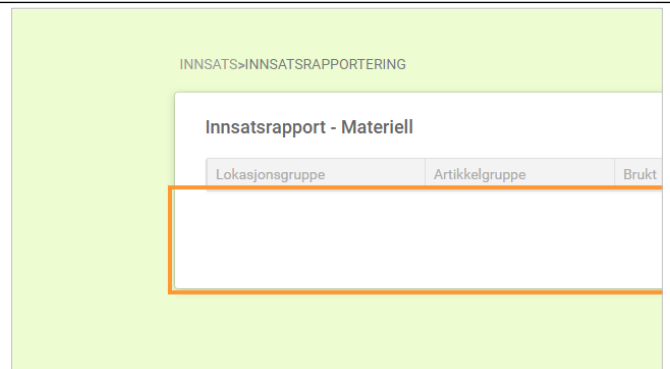 INNSATS>INNSATSRAPPORTERING
Innsatsrapport - Materiell
Lokasjonsgruppe Artikkelgruppe Brukt